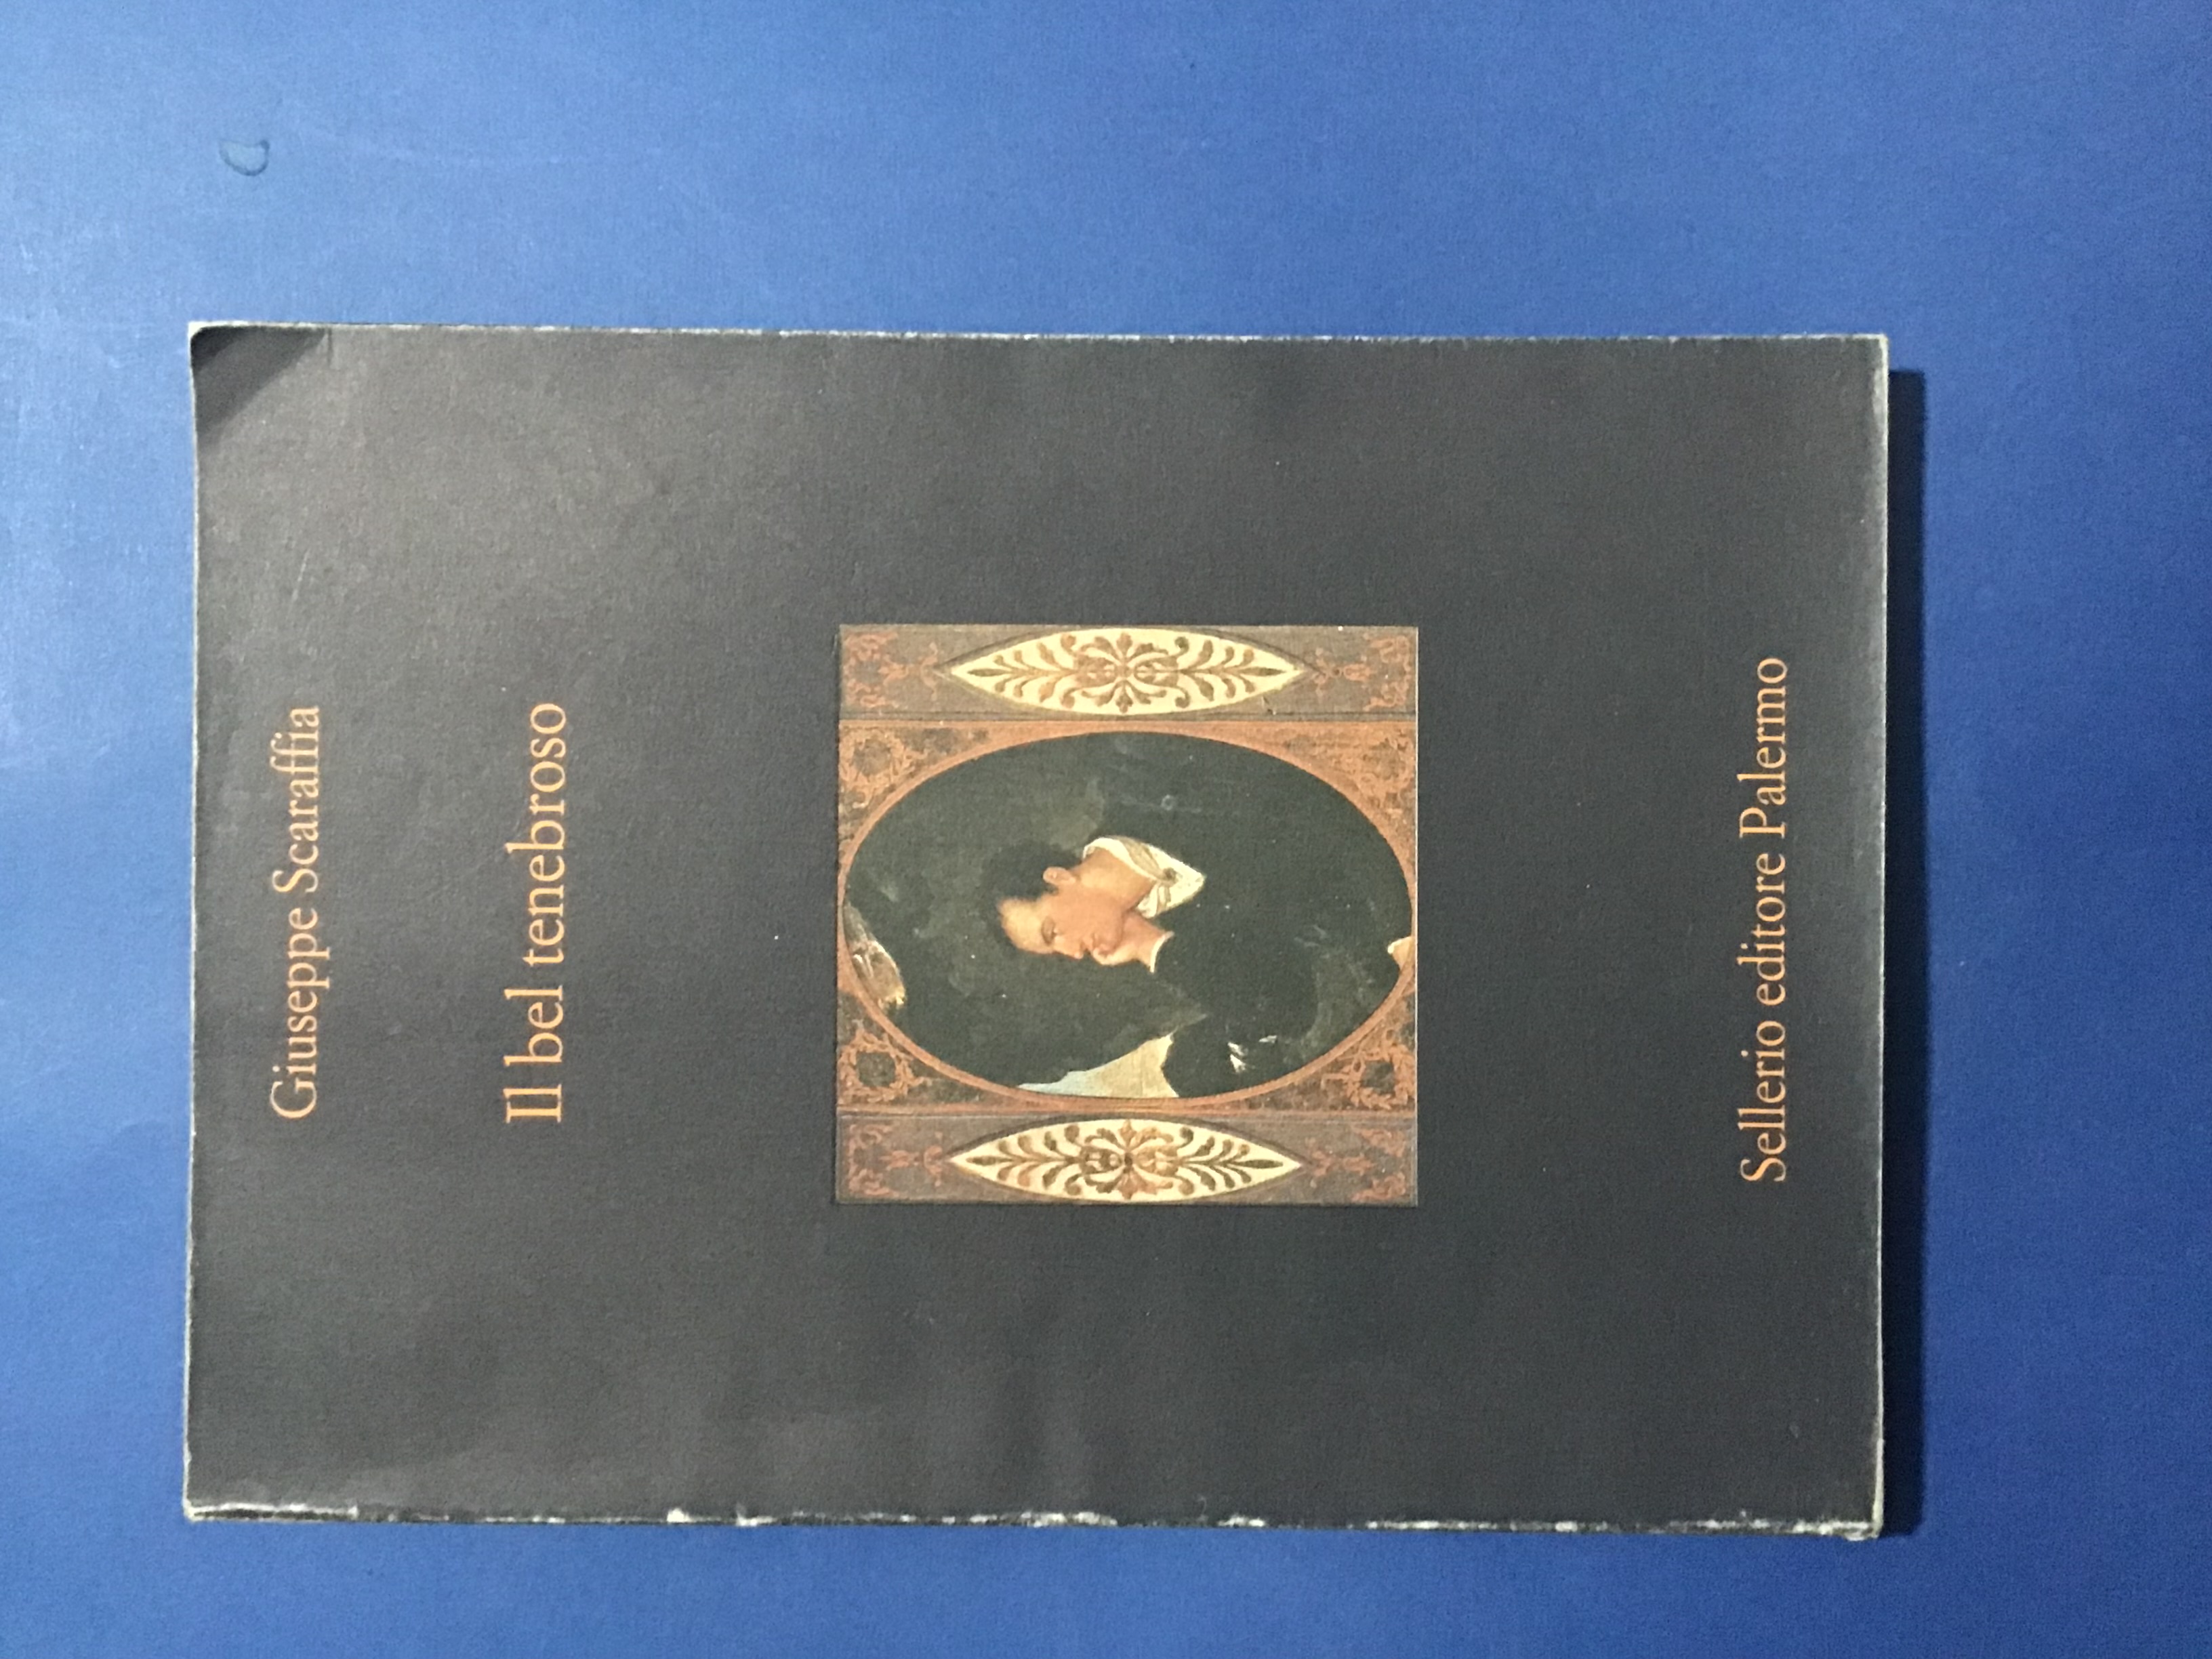 Giuseppe Scaraffia
Il bel tenebroso
Sellerio editore Palermo